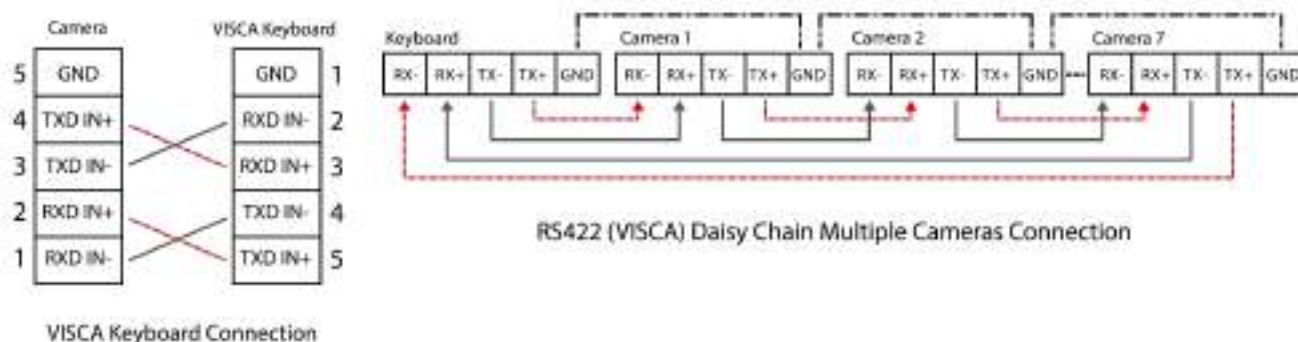 Camera VISCA Keyboard
5 GND GND 1
4 TXD IN+ RXD IN- 2
3 TXD IN- RXD IN+ 3
2 RXD IN+ TXD IN- 4
1 RXD IN- TXD IN+ 5
VISCA Keyboard Connection
Keyboard Camera 1 Camera 2 Camera 7
RX- RX+ TX- TX+ GND RX- RX+ TX- TX+ GND RX- RX+ TX- TX+ GND RX- RX+ TX- TX+ GND
RS422 (VISCA) Daisy Chain Multiple Cameras Connection